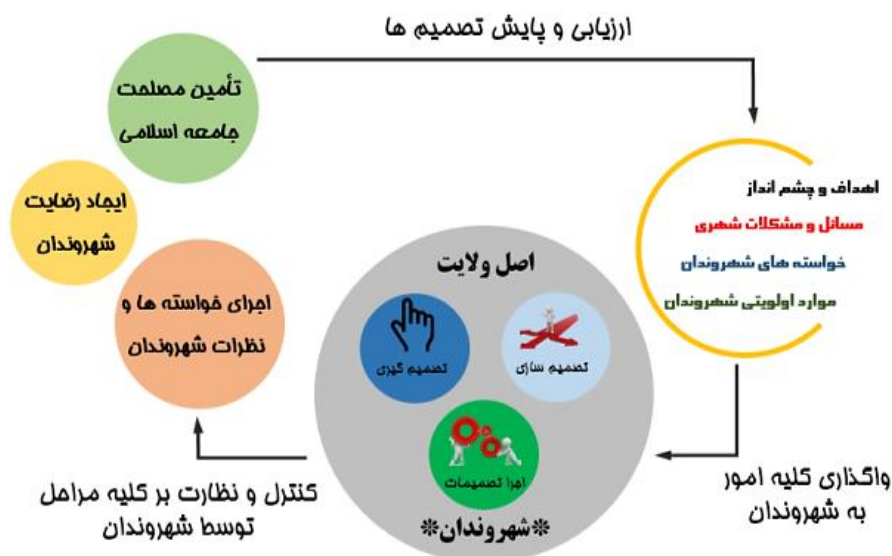 ارزیابی و پایش تصمیم ها
تأمین مصلحت
جامعه اسلامی
ایجاد رضایت
شهروندان
اجرای خواسته ها و
نظرات شهروندان
اهداف و چشم انداز
مسائل و مشکلات شهری
خواسته های شهروندان
موارد اولویتی شهروندان
اصل ولایت
تصمیم سازی
تصمیم گیری
اجرا تصمیمات
*شهروندان*
واگذاری کلیه امور
به شهروندان
کنترل و نظارت بر کلیه مراحل
توسط شهروندان